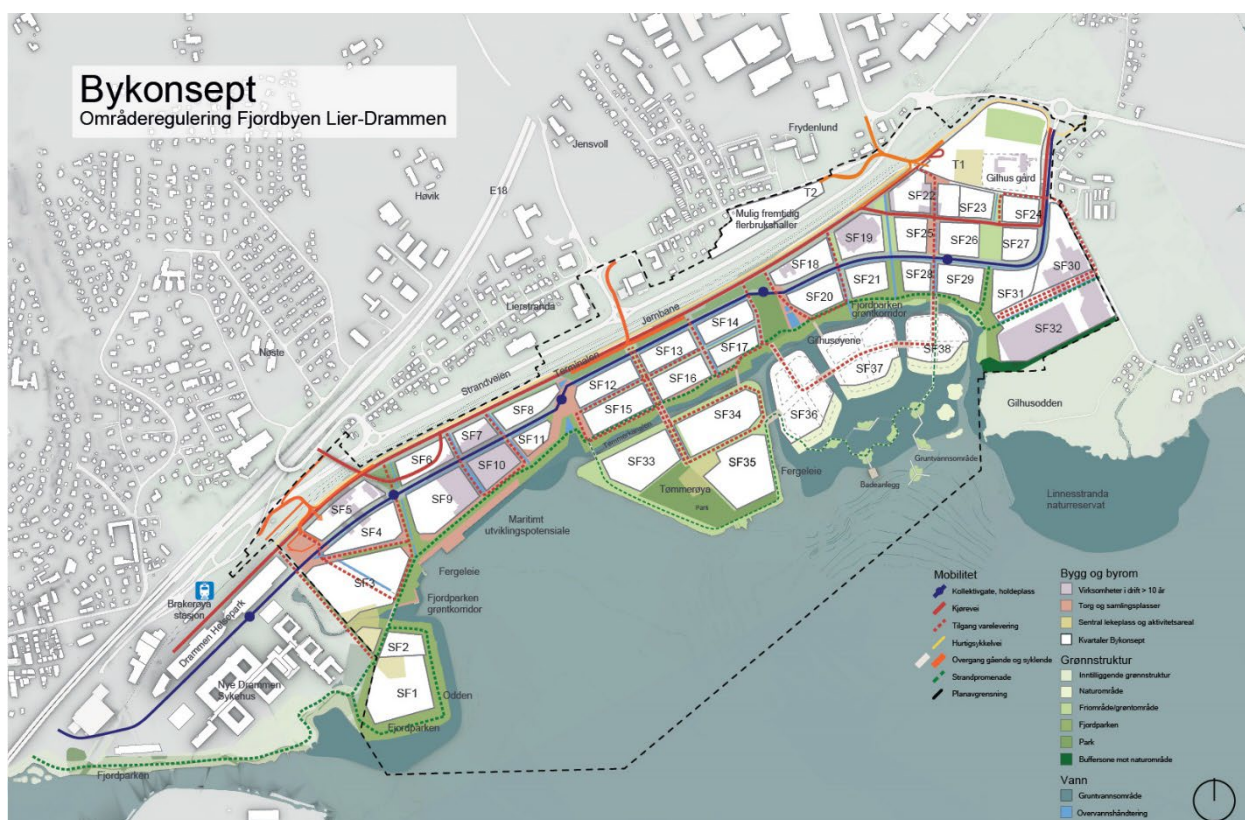 Bykonsept
Områderegulering Fjordbyen Lier-Drammen
Jensvoll
Frydenlund
Høvik
E18
T2
Mulig fremtidig
flerbrukshaller
T1
Gilhus gård
SF22
SF23
SF24
SF19
SF25
SF26
SF27
SF18
SF30
Lierstranda
Jernbane
SF20
SF21
SF28
SF29
SF31
Nøste
Strandveien
Terminalen
SF14
Fjordparken
grøntkorridor
SF32
SF13
SF17
Gilhusøyene
SF38
SF12
SF16
SF37
SF8
SF15
SF34
SF36
Gilhusodden
SF7
SF11
SF6
SF10
SF33
SF35
SF9
Tømmerøya
Fergeleie
Gruntvannsområde
SF5
Park
Badeanlegg
SF4
Maritimt
utviklingspotensiale
Linnesstranda
naturreservat
Fergeleie
SF3
Brakerøya
stasjon
Fjordparken
grøntkorridor
Drammen Helsepark
SF2
Nye Drammen
Sykehus
SF1
Odden
Fjordparken
Fjordparken
Mobilitet
Kollektivgate, holdeplass
Kjørevei
Tilgang varelevering
Hurtigsykkelvei
Overgang gående og syklende
Strandpromenade
Planavgrensning
Bygg og byrom
Virksomheter i drift > 10 år
Torg og samlingsplasser
Sentral lekeplass og aktivitetsareal
Kvartaler Bykonsept
Grønnstruktur
Inntilliggende grønnstruktur
Naturområde
Friområde/grøntområde
Fjordparken
Park
Buffersone mot naturområde
Vann
Gruntvannsområde
Overvannshåndtering